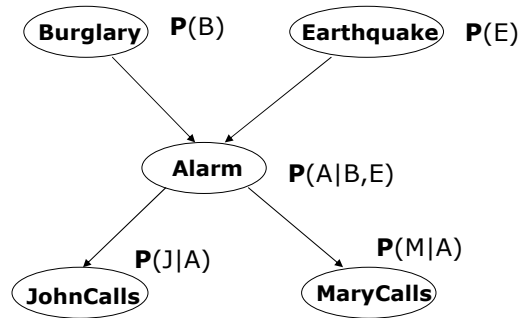 Burglary P(B)
Earthquake P(E)
Alarm
P(A|B,E)
P(J|A)
P(M|A)
JohnCalls
MaryCalls